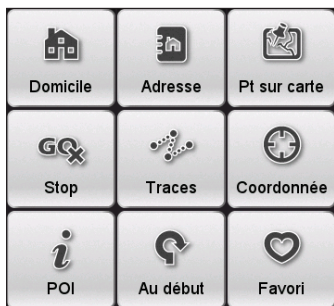 Domicile
Adresse
Pt sur carte
GO
Stop
Traces
Coordonnée
i
POI
Au début
Favori